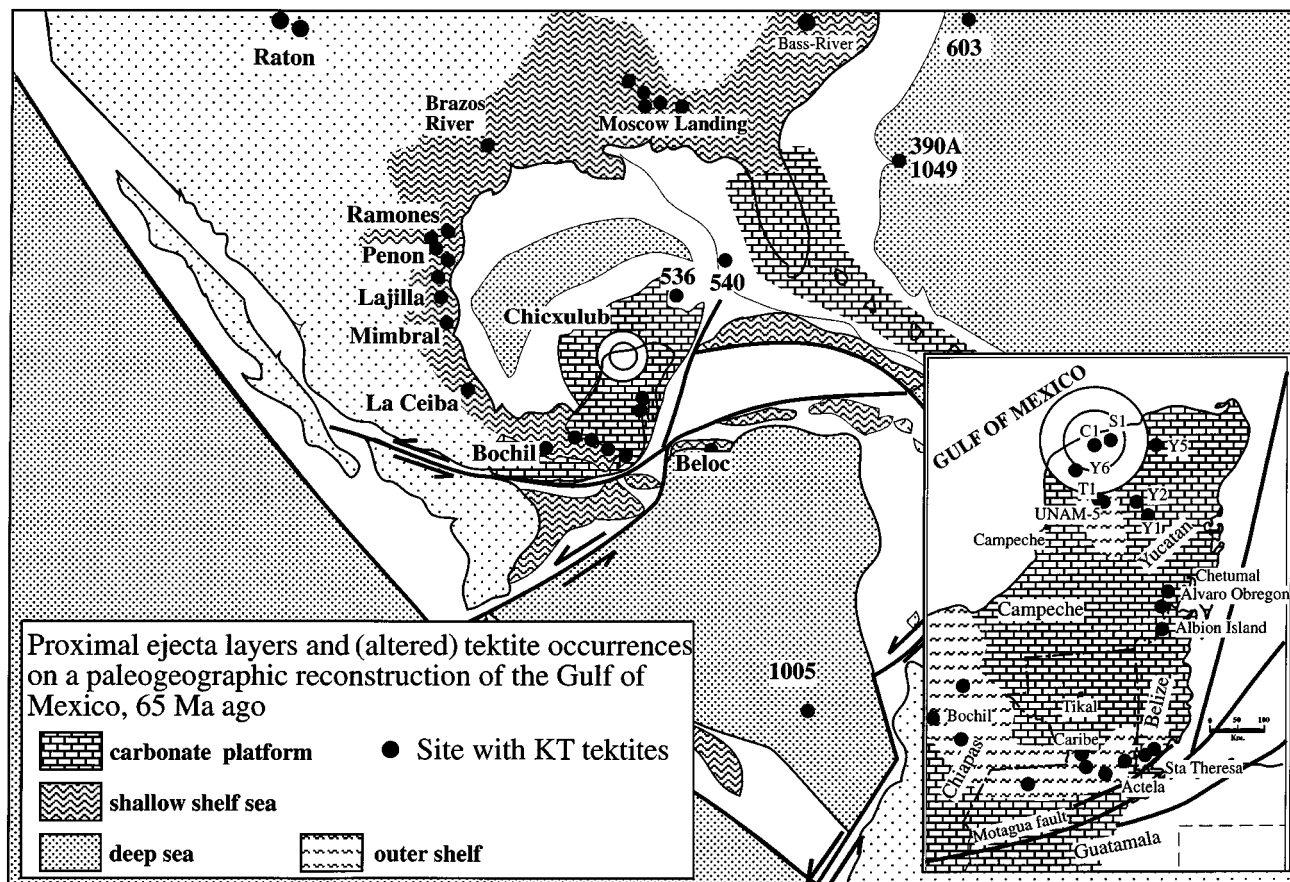 Raton
Bass-River
603
Brazos
River
Moscow Landing
390A
1049
Ramones
Penon
536
540
Lajilla
Chicxulub
Mimbral
La Ceiba
Bochil
Beloc
1005
Proximal ejecta layers and (altered) tektite occurrences
on a paleogeographic reconstruction of the Gulf of
Mexico, 65 Ma ago
carbonate platform
Site with KT tektites
shallow shelf sea
deep sea
outer shelf
GULF OF MEXICO
C1
S1
Y5
Y6
T1
Y2
UNAM-5
Y1
Campeche
Yucatan
Chetumal
Alvaro Obregon
Campeche
Albion Island
Belize
0 50 100
Km.
Tikal
Bochil
Caribe
Chiapas
Sta Theresa
Actela
Motagua fault
Guatamala